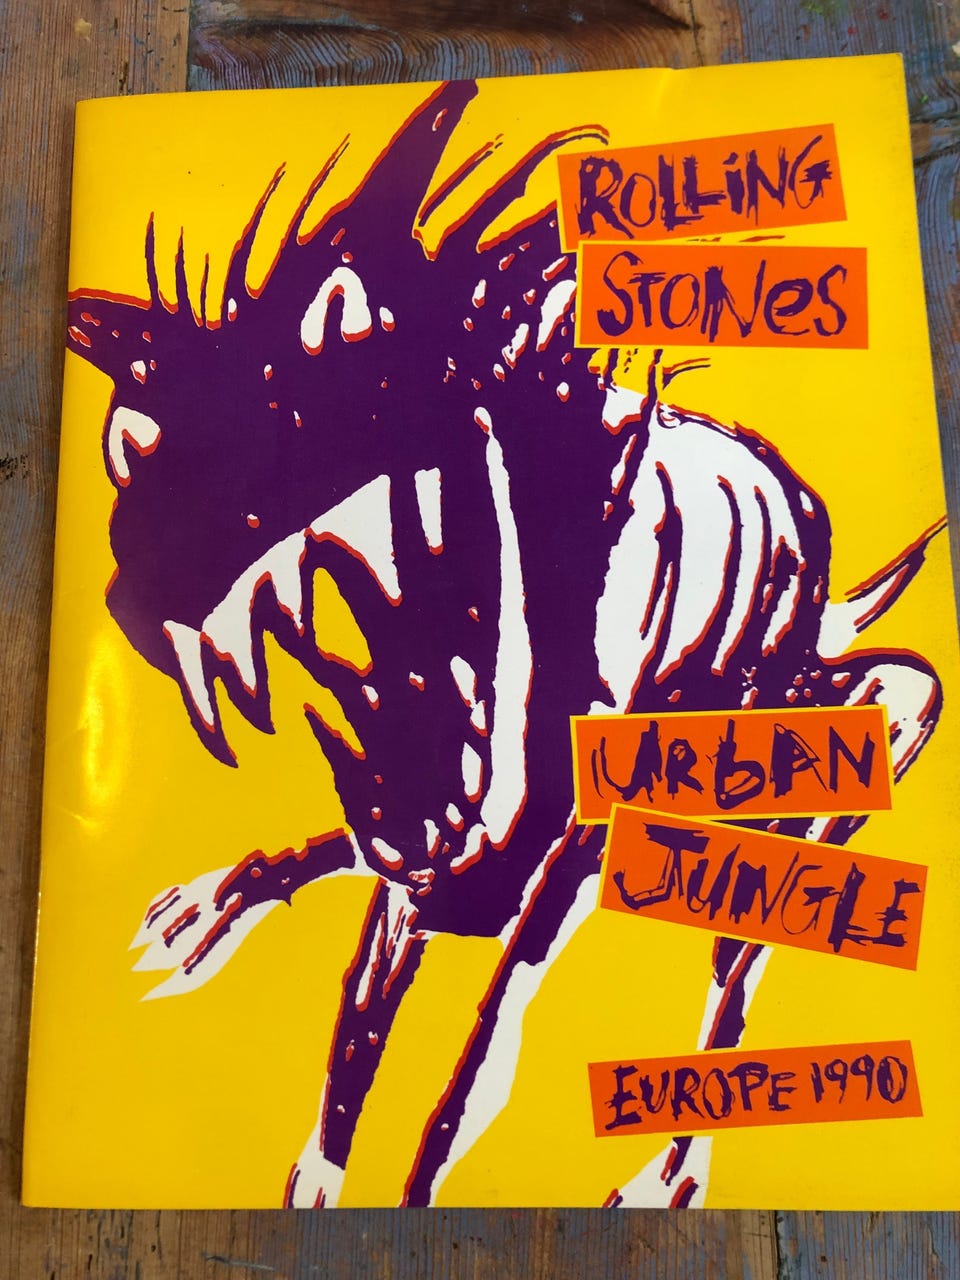 ROLLiNG
STONeS
URbAN
JUNGLE
EUROPE 1990